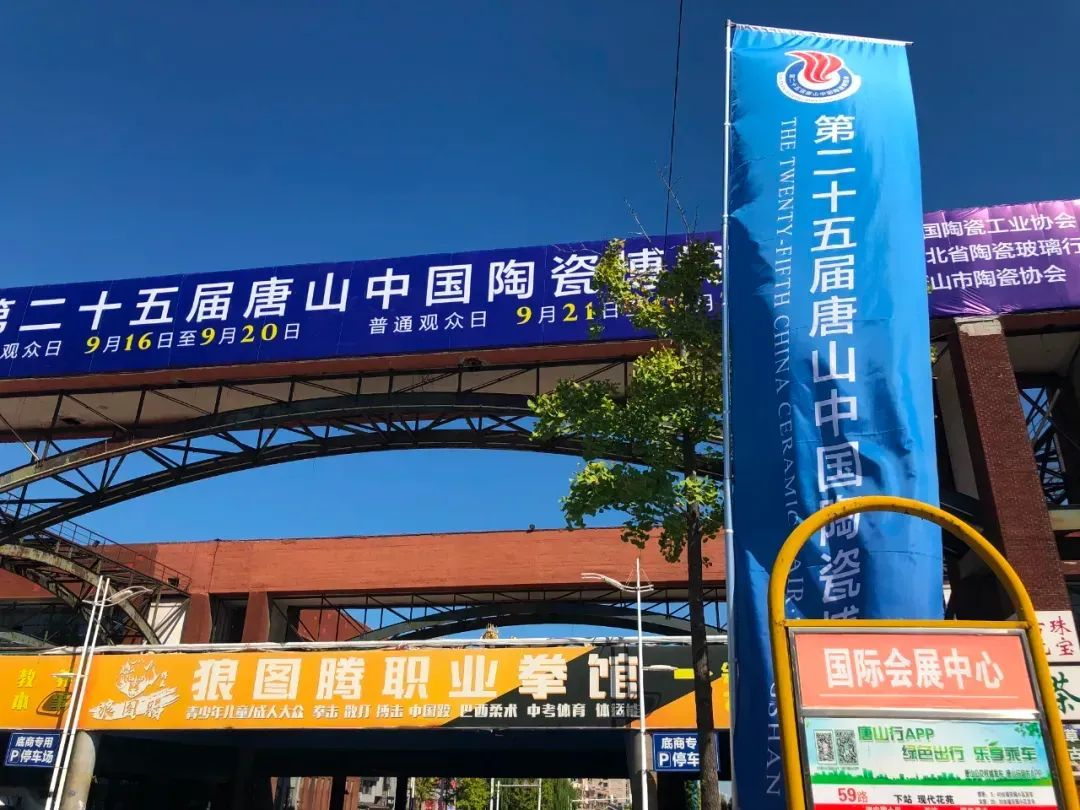 第二十五届唐山中国陶瓷博
观众日 9月16日至9月20日
普通观众日 9月21日
国陶瓷工业协会
北省陶瓷玻璃行
山市陶瓷协会
第二十五届唐山中国陶瓷博
THE TWENTY-FIFTH CHINA CERAMIC
SHAN
狼图腾职业拳馆
青少年儿童/成人大众 拳击 散打 搏击 中国跤 巴西柔术 中考体育 体
狼图腾
底商专用
P停车场
底商专
P停车
国际会展中心
唐山行APP
绿色出行 乐享乘车
59路
下站 现代花苑
珠
宝
茶